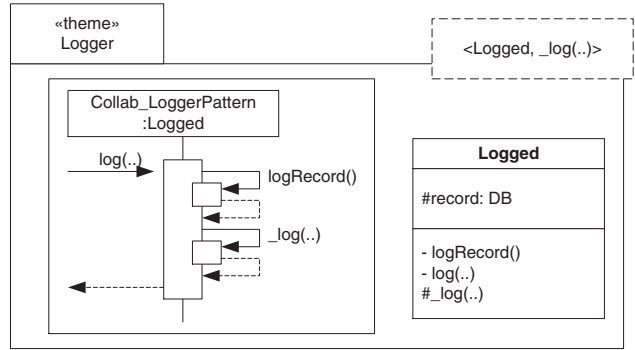 «theme»
Logger
<Logged, _log(..)>
Collab_LoggerPattern
:Logged
log(..)
logRecord()
_log(..)
Logged
#record: DB
- logRecord()
- log(..)
#_log(..)